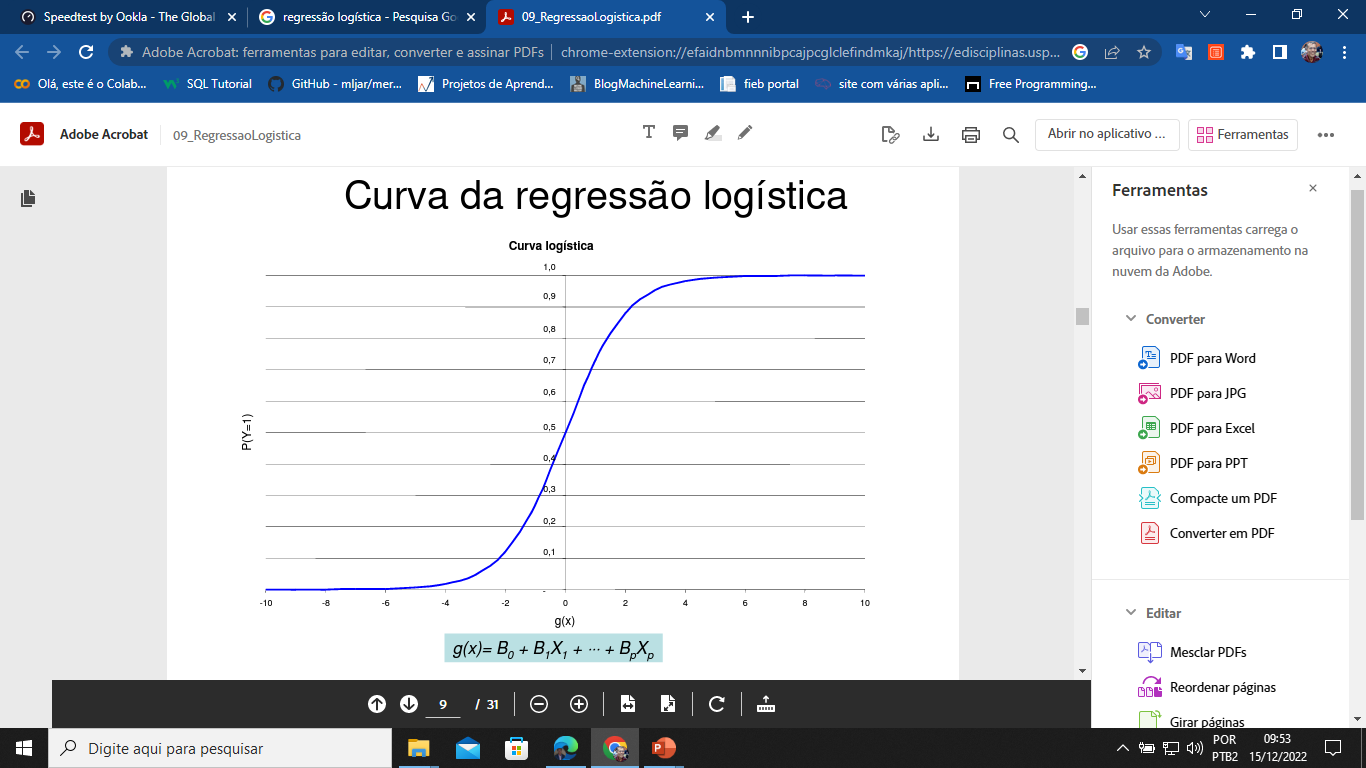 Speedtest by Ookla - The Global
regressão logística - Pesquisa Go
09_RegressaoLogistica.pdf
Adobe Acrobat: ferramentas para editar, converter e assinar PDFs
chrome-extension://efaidnbmnnnibpcajpcglclefindmkaj/https://edisciplinas.usp...
Olá, este é o Colab...
SQL Tutorial
GitHub - mljar/mer...
Projetos de Aprend...
BlogMachineLearni...
fieb portal
site com várias apli...
Free Programming...
Adobe Acrobat
09_RegressaoLogistica
Abrir no aplicativo ...
Ferramentas
Curva da regressão logística
Curva logística
1,0
0,9
0,8
0,7
0,6
0,5
0,4
0,3
0,2
0,1
-
P(Y=1)
-10 -8 -6 -4 -2 0 2 4 6 8 10
g(x)
g(x)= B0 + B1X1 + ··· + BpXp
9 / 31
Ferramentas
Usar essas ferramentas carrega o
arquivo para o armazenamento na
nuvem da Adobe.
Converter
PDF para Word
PDF para JPG
PDF para Excel
PDF para PPT
Compacte um PDF
Converter em PDF
Editar
Mesclar PDFs
Reordenar páginas
Girar páginas
Digite aqui para pesquisar
POR
PTB2
09:53
15/12/2022